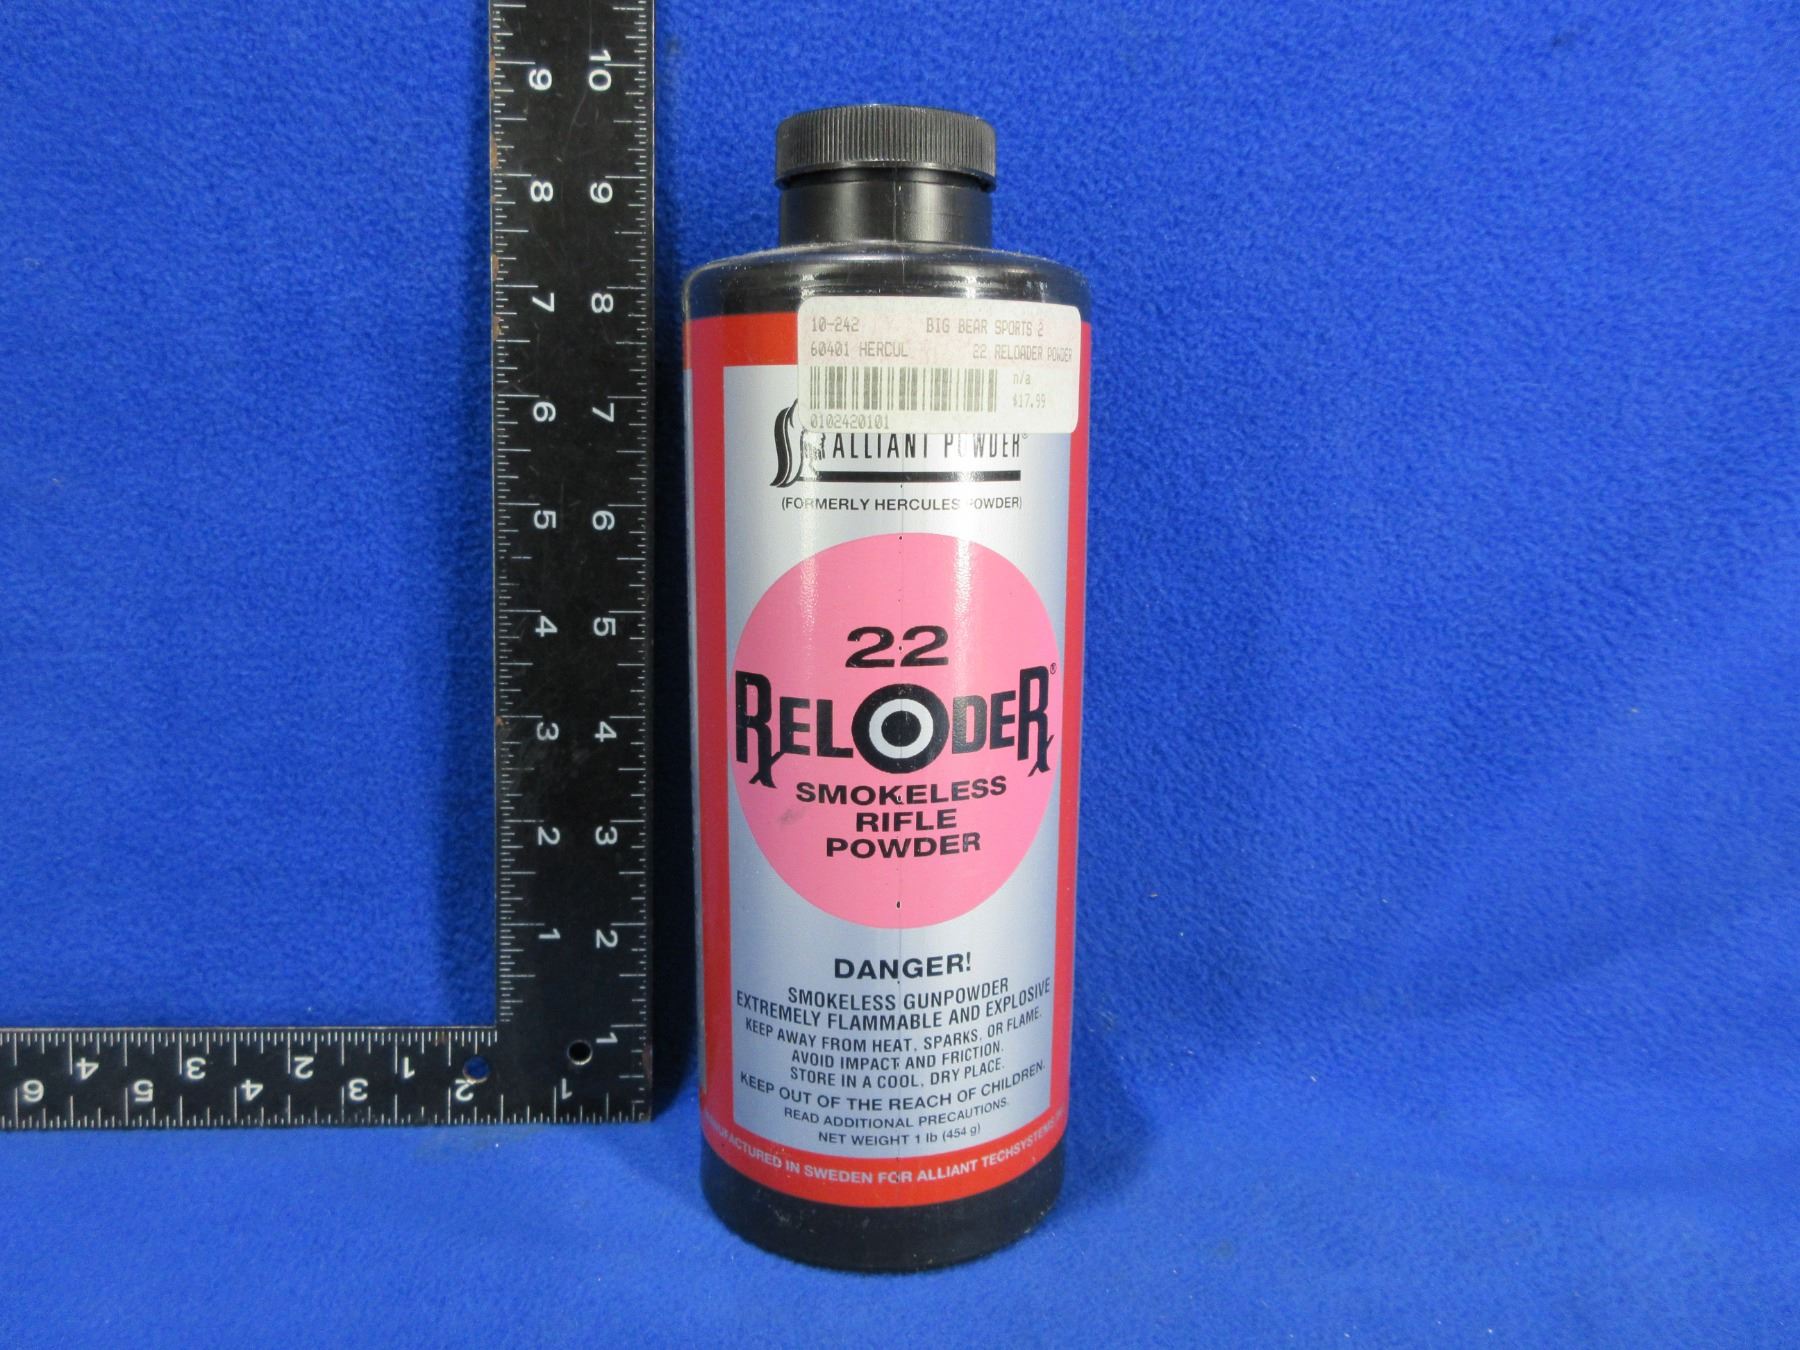 10-242 BIG BEAR SPORTS 2
60401 HERCUL 22 RELOADER POWDER
n/a
$17.99
0102420101
ALLIANT POWDER®
(FORMERLY HERCULES POWDER)
22
RELODER®
SMOKELESS
RIFLE
POWDER
DANGER!
SMOKELESS GUNPOWDER
EXTREMELY FLAMMABLE AND EXPLOSIVE
KEEP AWAY FROM HEAT, SPARKS, OR FLAME.
AVOID IMPACT AND FRICTION.
STORE IN A COOL, DRY PLACE.
KEEP OUT OF THE REACH OF CHILDREN.
READ ADDITIONAL PRECAUTIONS.
NET WEIGHT 1 lb (454 g)
MANUFACTURED IN SWEDEN FOR ALLIANT TECHSYSTEMS
9 10
8 9
7 8
6 7
5 6
4 5
3 4
2 3
1 2
1
4 3 2 1
6 5 4 3 2 1